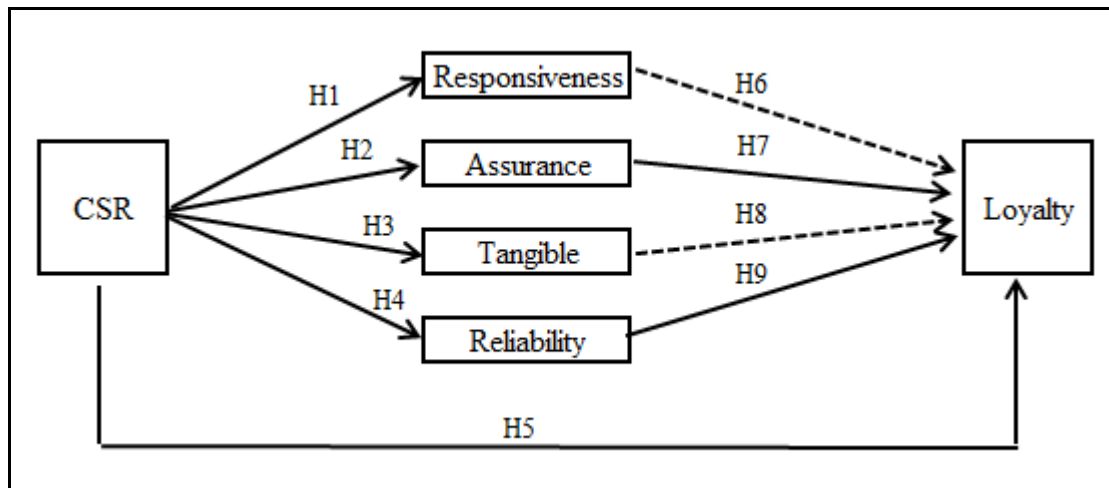 Responsiveness
H1
H6
H2
Assurance
H7
CSR
Loyalty
H3
Tangible
H8
H4
Reliability
H9
H5